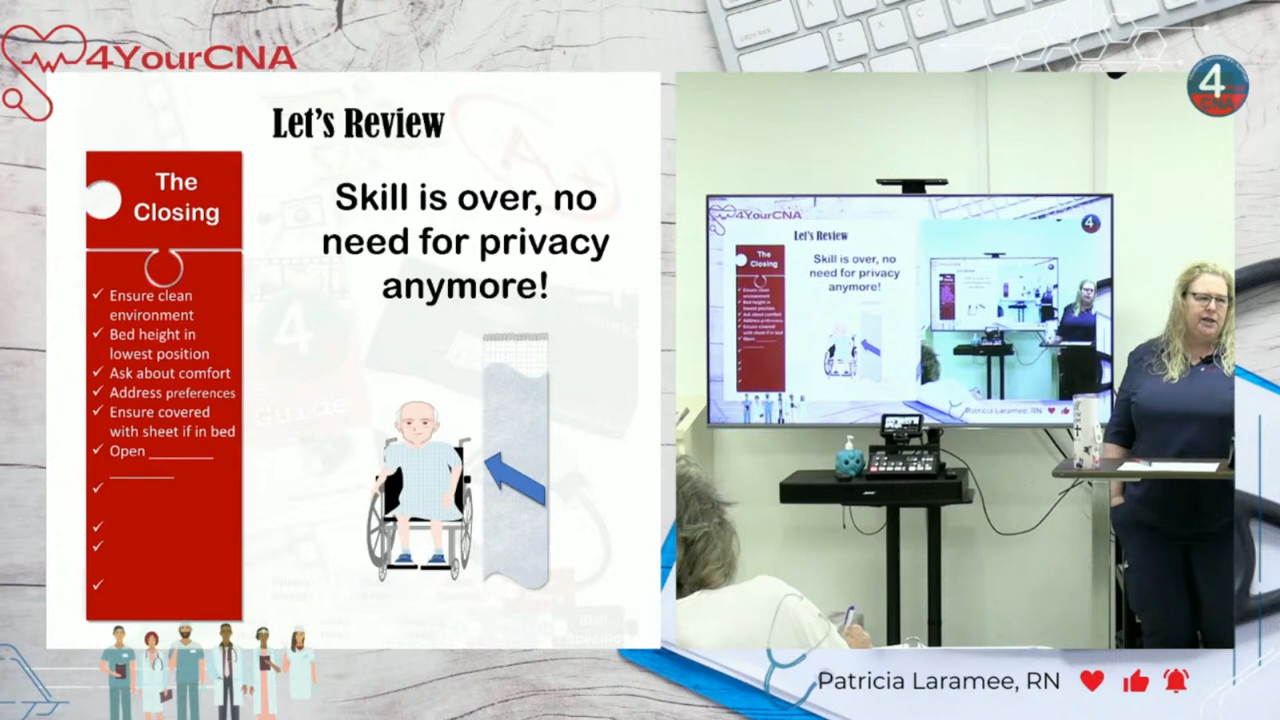 4YourCNA
Let's Review
The
Closing
✓ Ensure clean
environment
✓ Bed height in
lowest position
✓ Ask about comfort
✓ Address preferences
✓ Ensure covered
with sheet if in bed
✓ Open ________
________
✓
✓
✓
✓
Skill is over, no
need for privacy
anymore!
4
CNA
4YourCNA
4
Let's Review
The
Closing
Ensure clean
environment
Bed height in
lowest position
Ask about comfort
Address preferences
Ensure covered
with sheet if in bed
Open
Skill is over, no
need for privacy
anymore!
Patricia Laramee, RN
BOSE
Patricia Laramee, RN